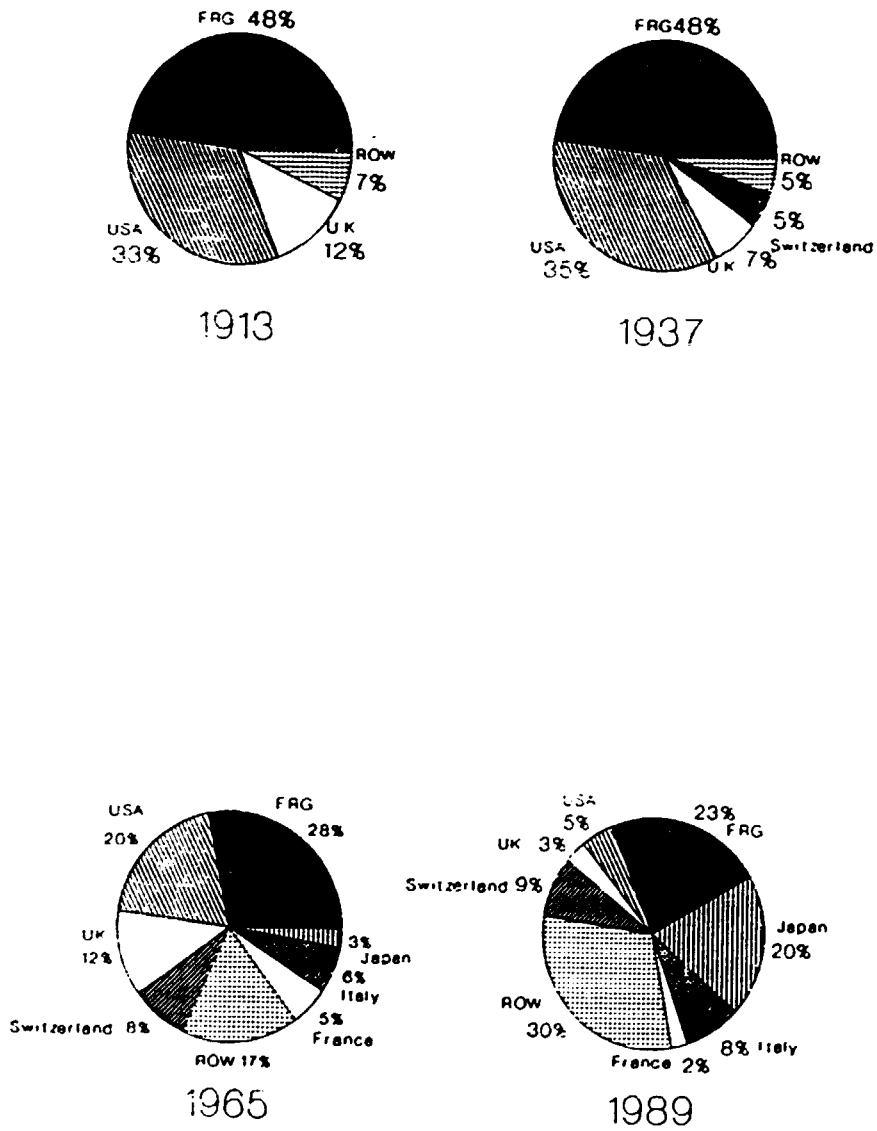 FRG 48%
ROW
7%
UK
12%
USA
33%
1913
FRG 48%
ROW
5%
5%
Switzerland
UK 7%
USA
35%
1937
FRG
28%
3%
Japan
6%
Italy
5%
France
ROW 17%
Switzerland 8%
UK
12%
USA
20%
1965
23%
FRG
Japan
20%
8% Italy
France 2%
ROW
30%
Switzerland 9%
UK 3%
USA
5%
1989